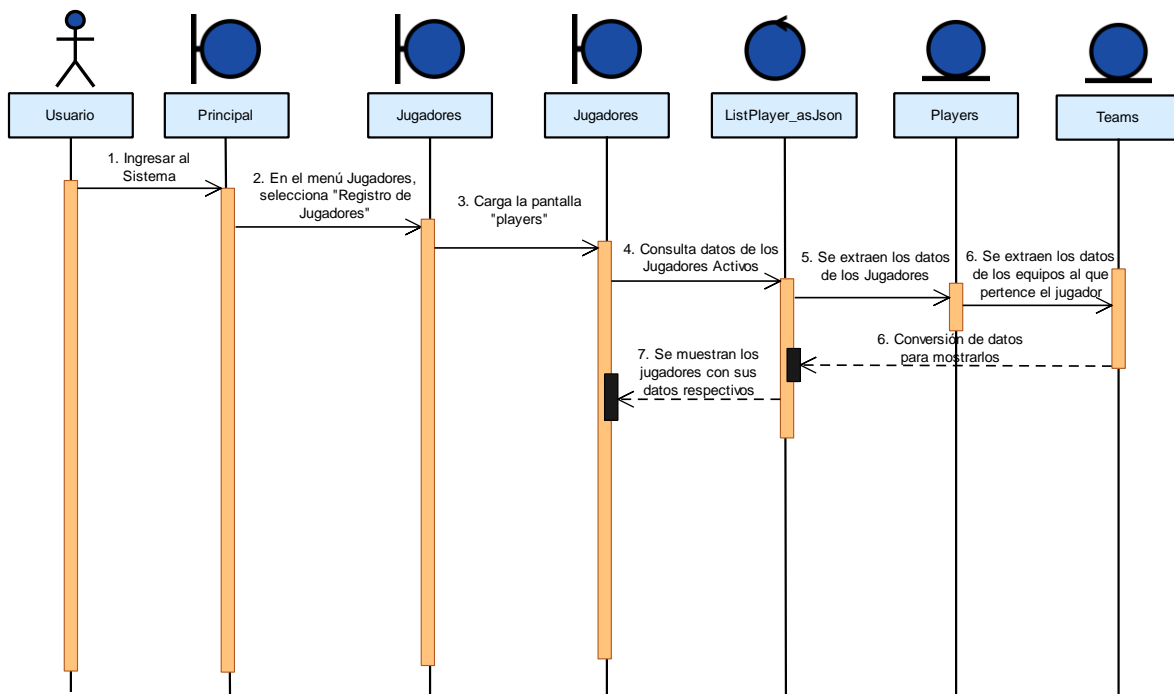 Usuario
Principal
Jugadores
Jugadores
ListPlayer_asJson
Players
Teams
1. Ingresar al
Sistema
2. En el menú Jugadores,
selecciona "Registro de
Jugadores"
3. Carga la pantalla
"players"
4. Consulta datos de los
Jugadores Activos
5. Se extraen los datos
de los Jugadores
6. Se extraen los datos
de los equipos al que
pertence el jugador
6. Conversión de datos
para mostrarlos
7. Se muestran los
jugadores con sus
datos respectivos